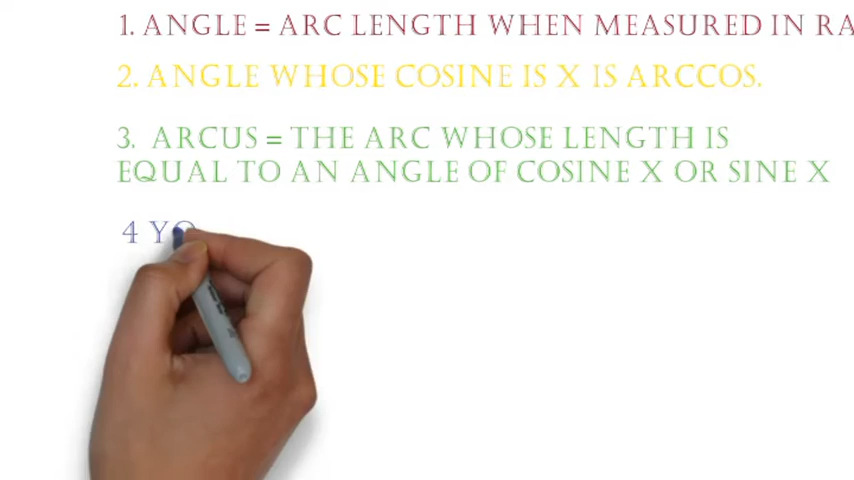 1. ANGLE = ARC LENGTH WHEN MEASURED IN RA
2. ANGLE WHOSE COSINE IS X IS ARCCOS.
3. ARCUS = THE ARC WHOSE LENGTH IS
EQUAL TO AN ANGLE OF COSINE X OR SINE X
4 YO